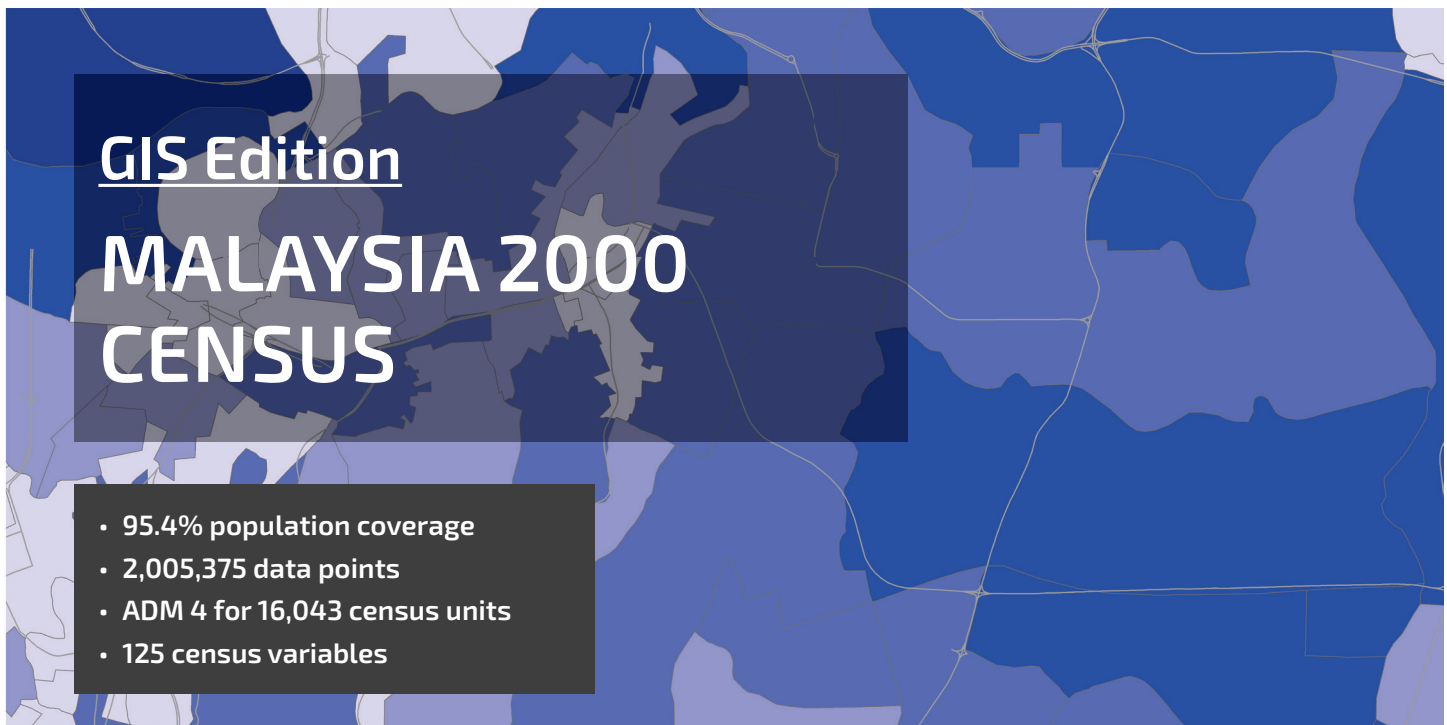 GIS Edition
MALAYSIA 2000
CENSUS
• 95.4% population coverage
• 2,005,375 data points
• ADM 4 for 16,043 census units
• 125 census variables